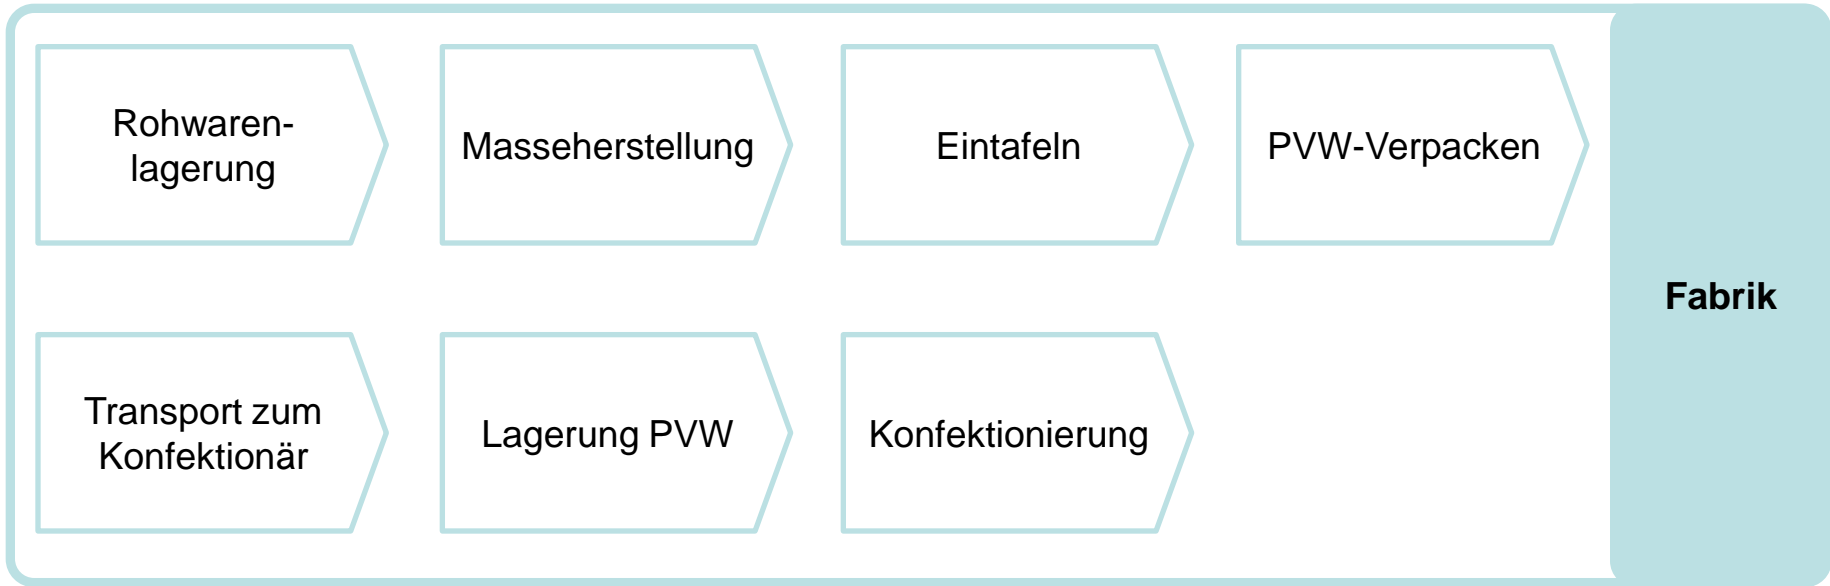 Rohwaren-
lagerung
Masseherstellung
Eintafeln
PVW-Verpacken
Fabrik
Transport zum
Konfektionär
Lagerung PVW
Konfektionierung